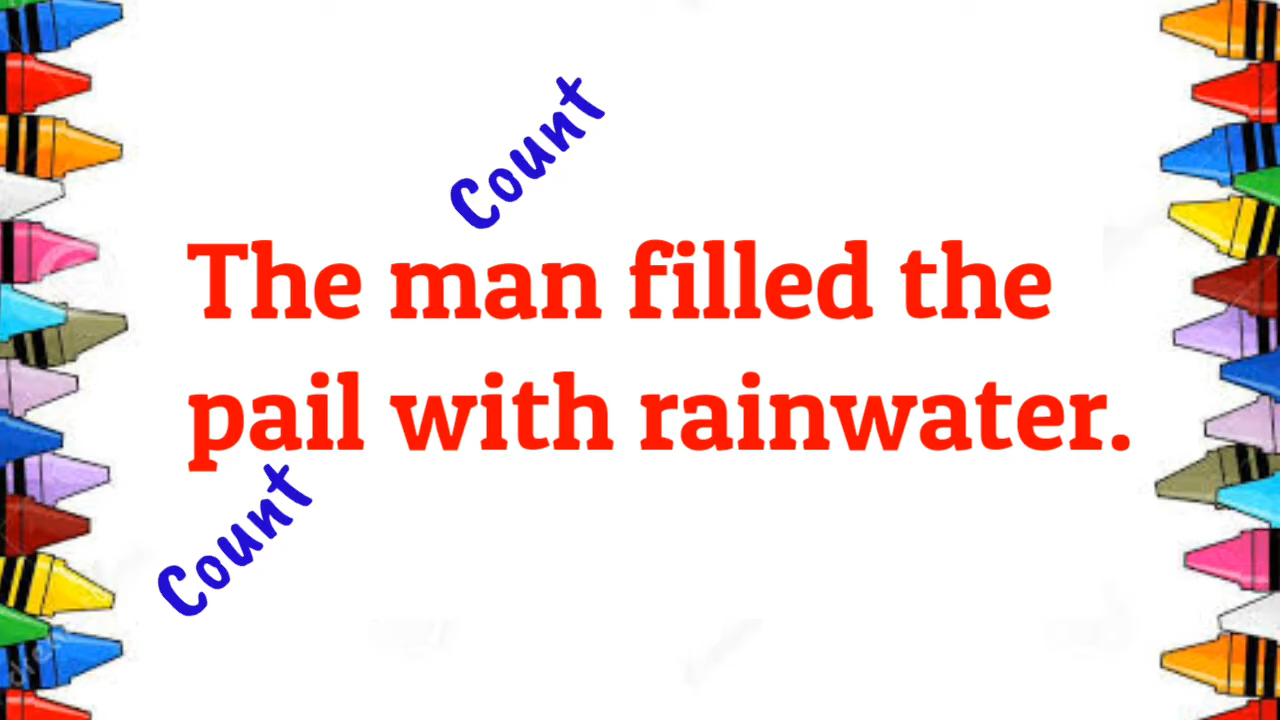 Count
The man filled the
pail with rainwater.
Count